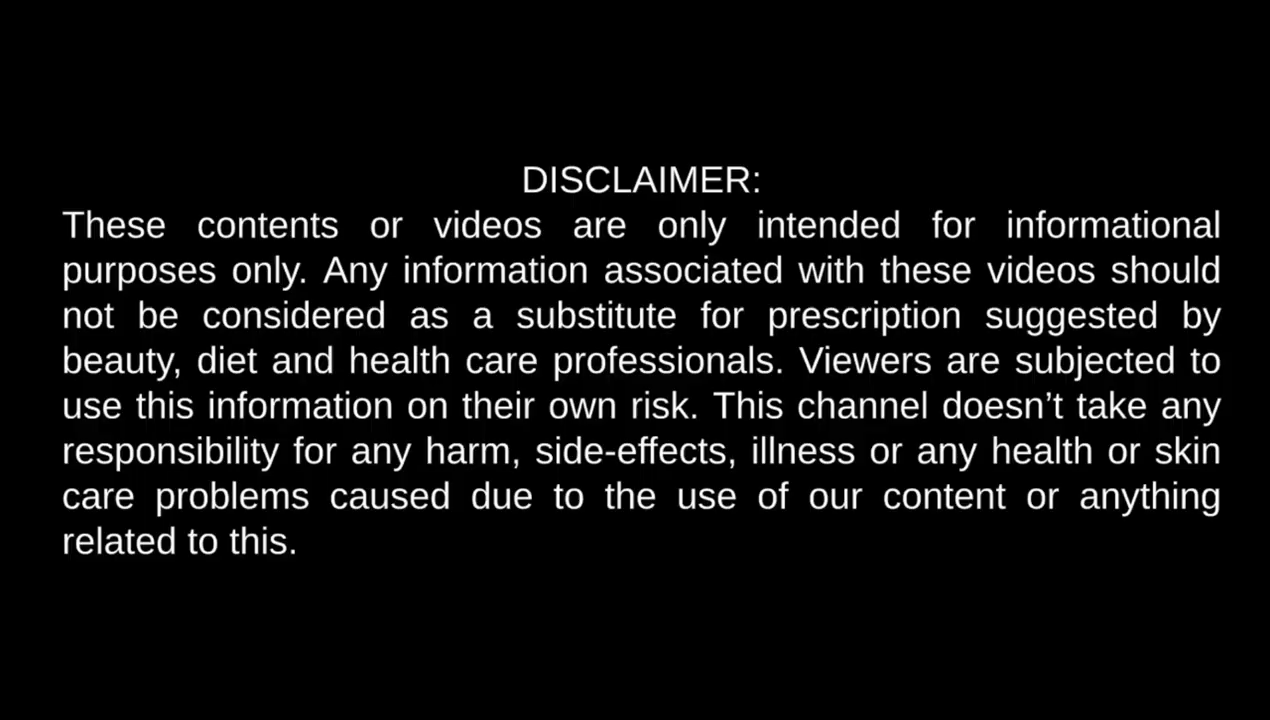 DISCLAIMER:
These contents or videos are only intended for informational
purposes only. Any information associated with these videos should
not be considered as a substitute for prescription suggested by
beauty, diet and health care professionals. Viewers are subjected to
use this information on their own risk. This channel doesn’t take any
responsibility for any harm, side-effects, illness or any health or skin
care problems caused due to the use of our content or anything
related to this.